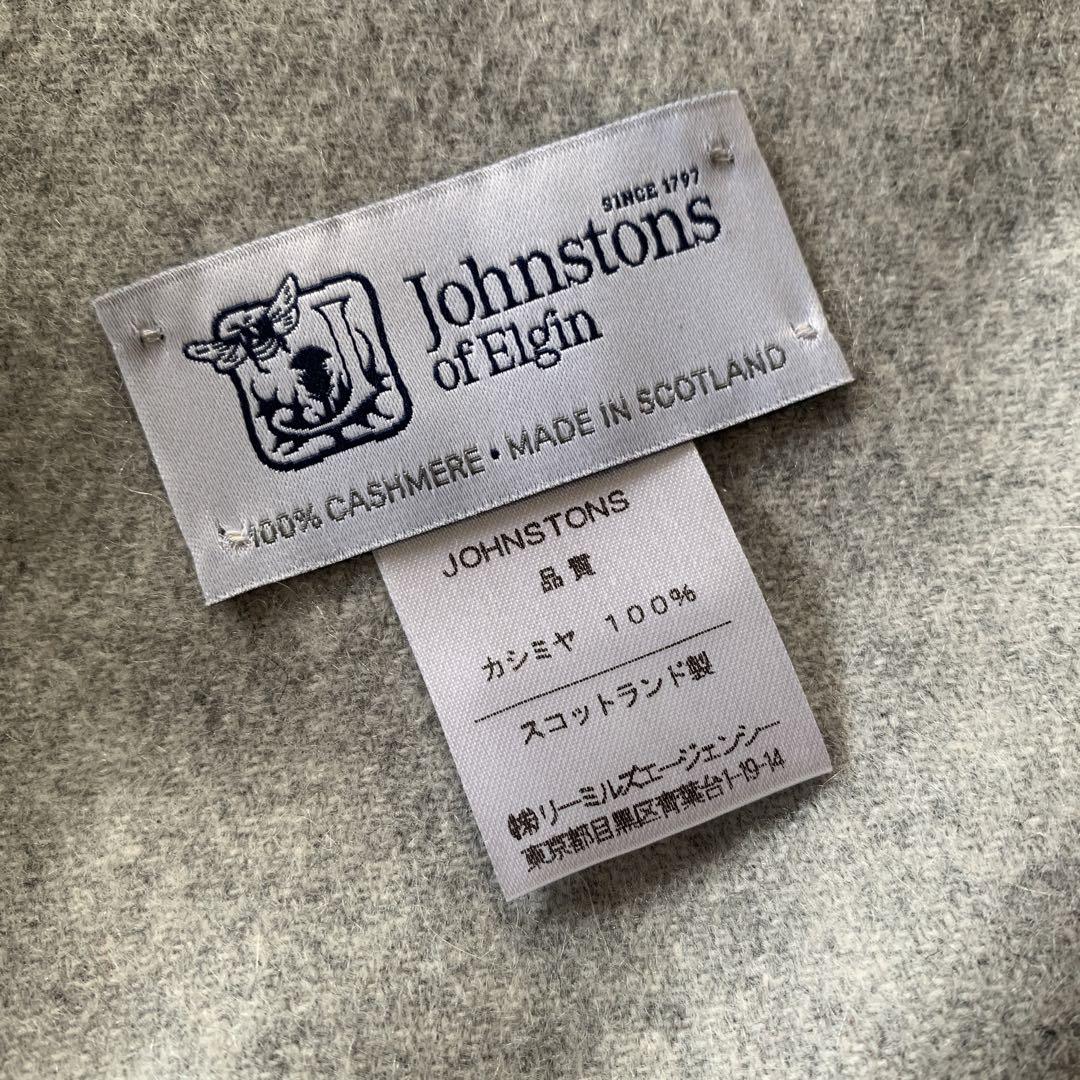 SINCE 1797
Johnstons
of Elgin
100% CASHMERE • MADE IN SCOTLAND
JOHNSTONS
品質
カシミヤ 100%
スコットランド製
㈱リーミルズエージェンシー
東京都目黒区青葉台1-19-14